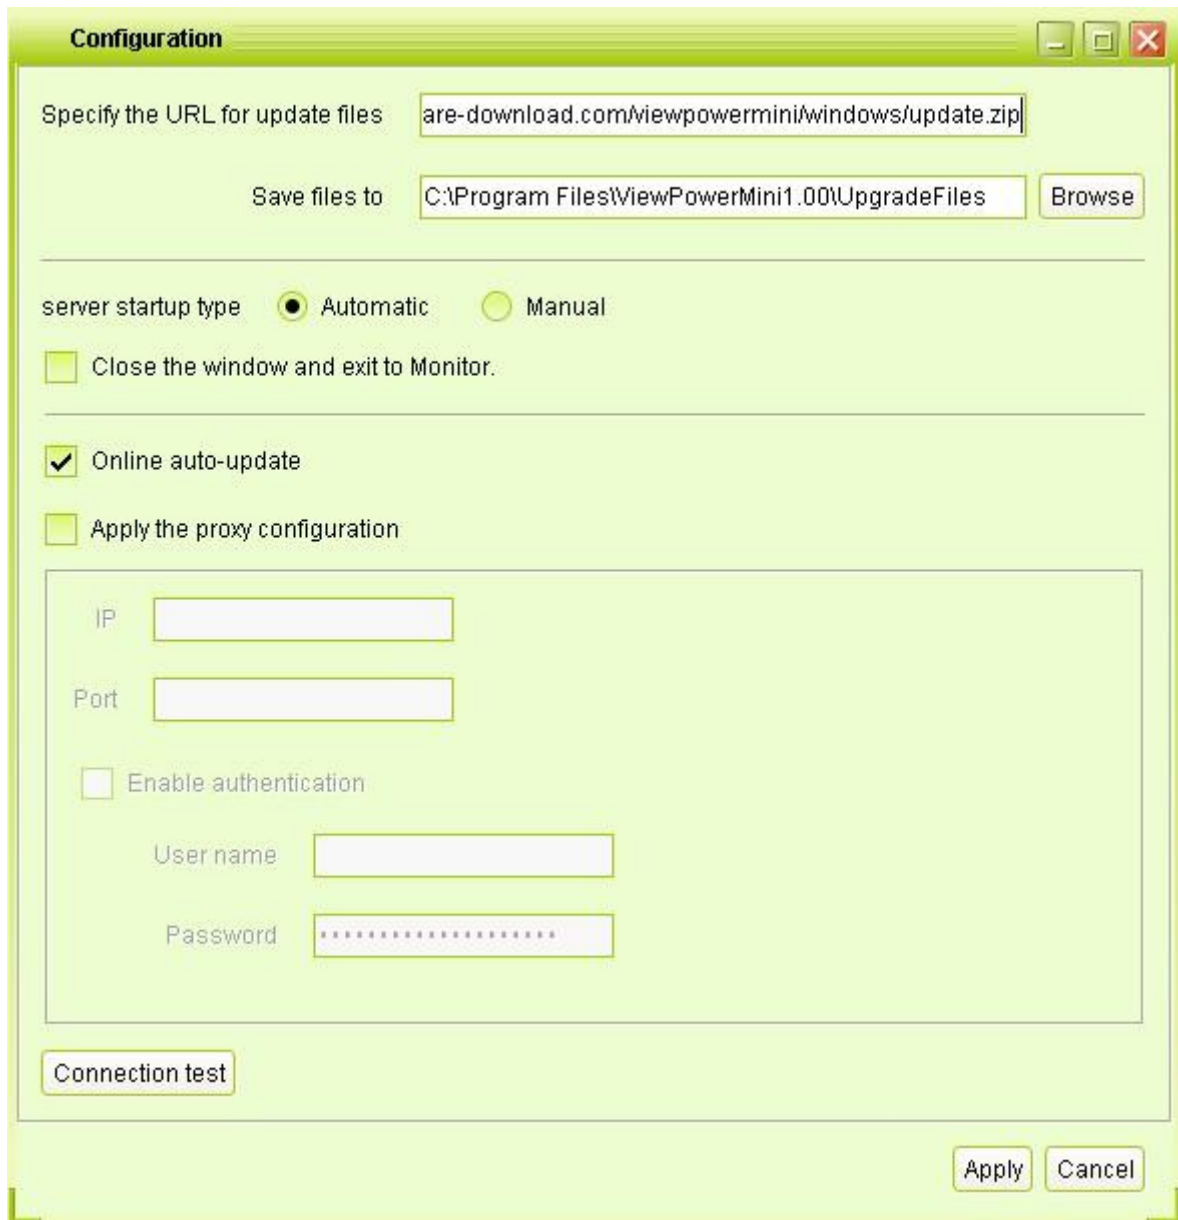 Configuration
Specify the URL for update files are-download.com/viewpowermini/windows/update.zip
Save files to C:\Program Files\ViewPowerMini1.00\UpgradeFiles Browse
server startup type Automatic Manual
Close the window and exit to Monitor.
Online auto-update
Apply the proxy configuration
IP
Port
Enable authentication
User name
Password ••••••••••••••••••••
Connection test
Apply Cancel